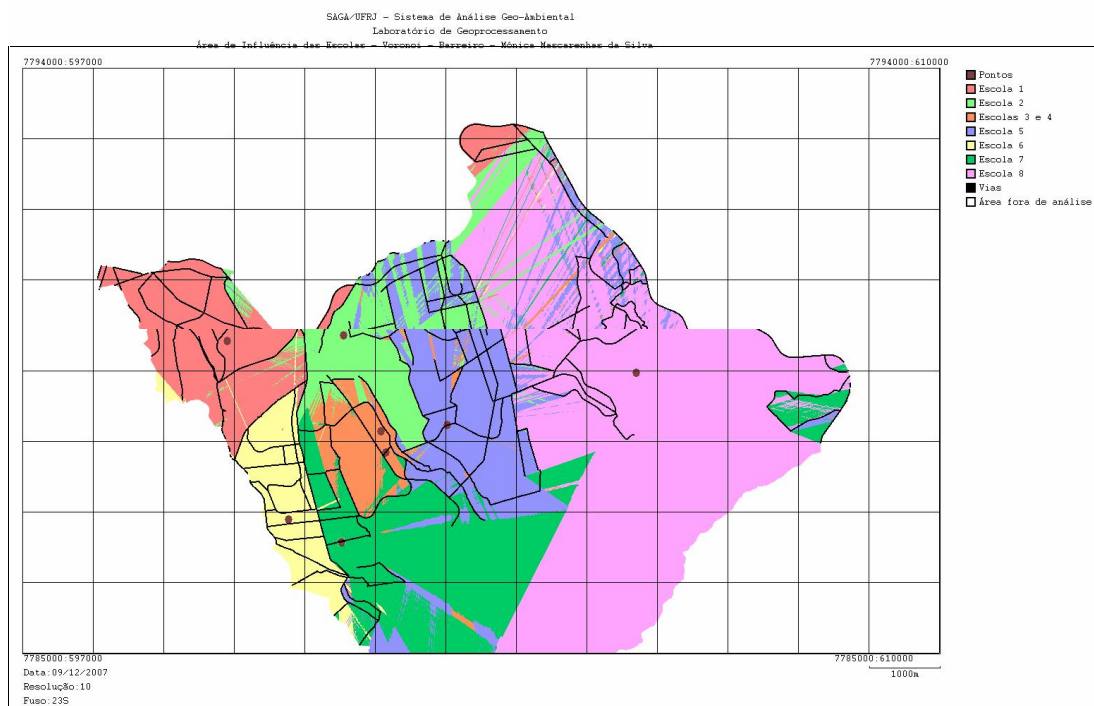 SAGA/UFRJ - Sistema de Análise Geo-Ambiental
Laboratório de Geoprocessamento
Área de Influência das Escolas - Voronoi - Barreiro - Mônica Mascarenhas da Silva
7794000:597000
7794000:610000
Pontos
Escola 1
Escola 2
Escolas 3 e 4
Escola 5
Escola 6
Escola 7
Escola 8
Vias
Área fora de análise
7785000:597000
7785000:610000
1000m
Data:09/12/2007
Resolução:10
Fuso:23S